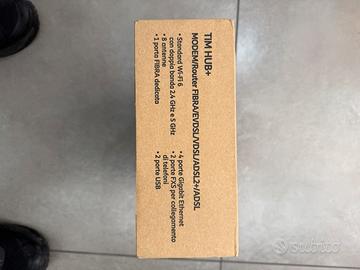 TIM HUB+
MODEM/Router FIBRA/EVDSL/VDSL/ADSL2+/ADSL
• Standard Wi-Fi 6
con doppia banda 2.4 GHz e 5 GHz
• 8 antenne
• 1 porta FIBRA dedicata
• 4 porte Gigabit Ethernet
• 2 porte FXS per collegamento
di telefoni
• 2 porte USB
subito